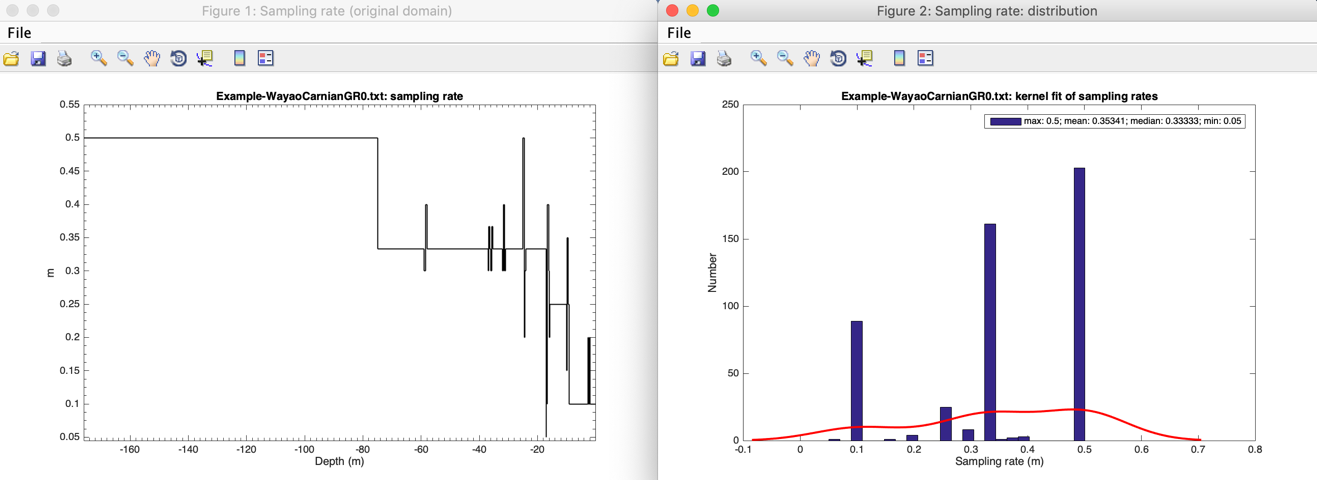 Figure 1: Sampling rate (original domain)
File
Example-WayaoCarnianGR0.txt: sampling rate
0.55
0.5
0.45
0.4
0.35
0.3
0.25
0.2
0.15
0.1
0.05
m
-160 -140 -120 -100 -80 -60 -40 -20
Depth (m)
Figure 2: Sampling rate: distribution
File
Example-WayaoCarnianGR0.txt: kernel fit of sampling rates
max: 0.5; mean: 0.35341; median: 0.33333; min: 0.05
250
200
150
100
50
0
Number
-0.1 0 0.1 0.2 0.3 0.4 0.5 0.6 0.7 0.8
Sampling rate (m)